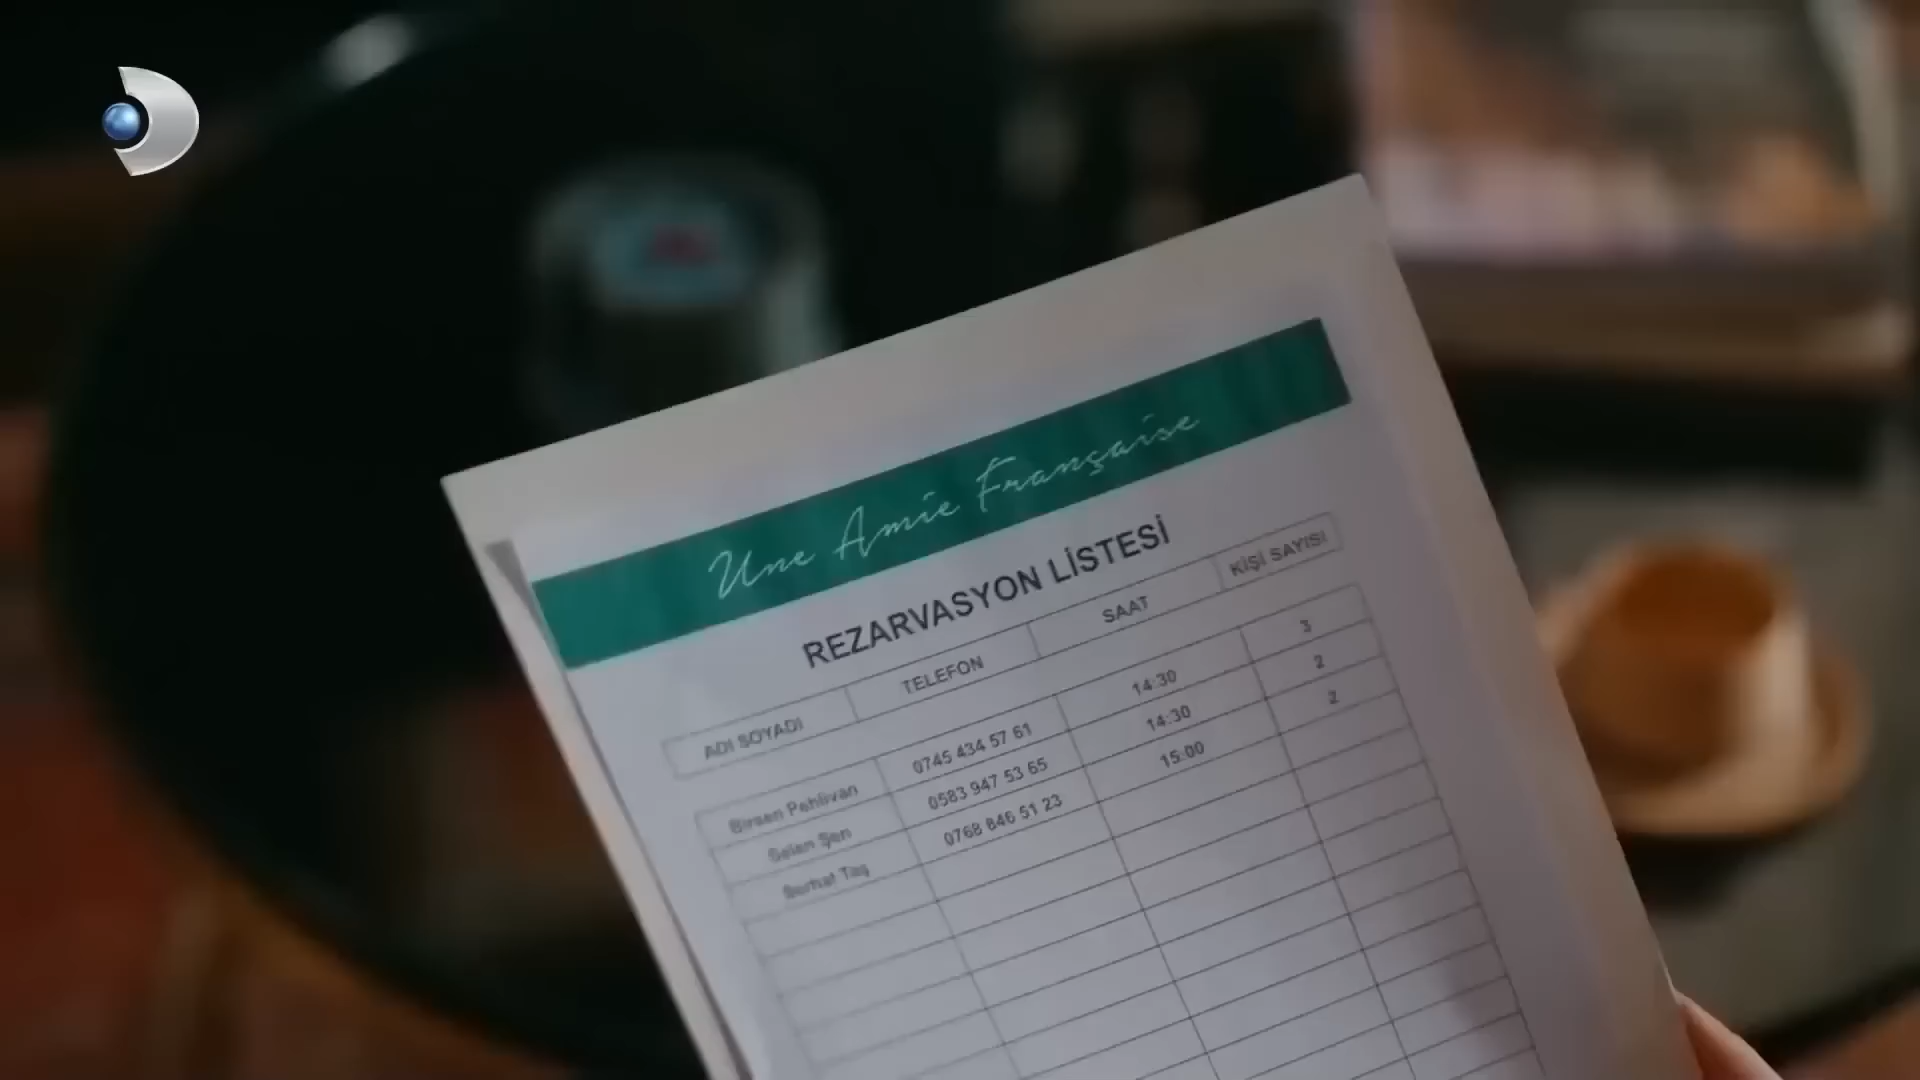 Une Amie Française
REZARVASYON LİSTESİ
ADI SOYADI TELEFON SAAT KİŞİ SAYISI
Birsen Pehlivan 0745 434 57 61 14:30 3
Selen Şen 0583 947 53 65 14:30 2
Serhat Taş 0768 846 51 23 15:00 2